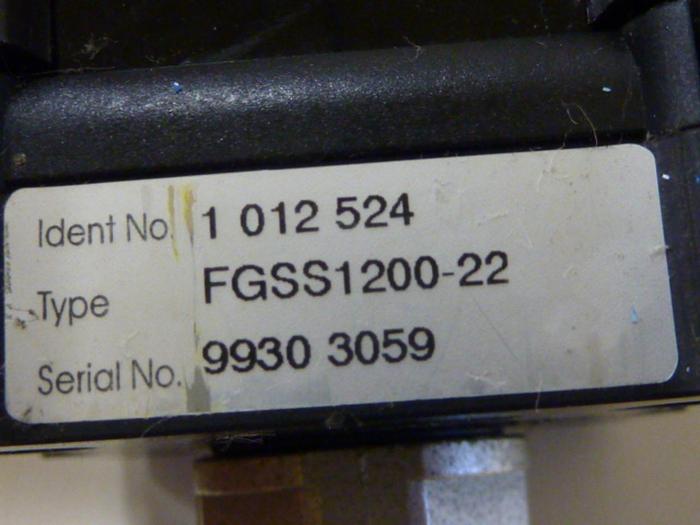 Ident No. 1 012 524
Type FGSS1200-22
Serial No. 9930 3059